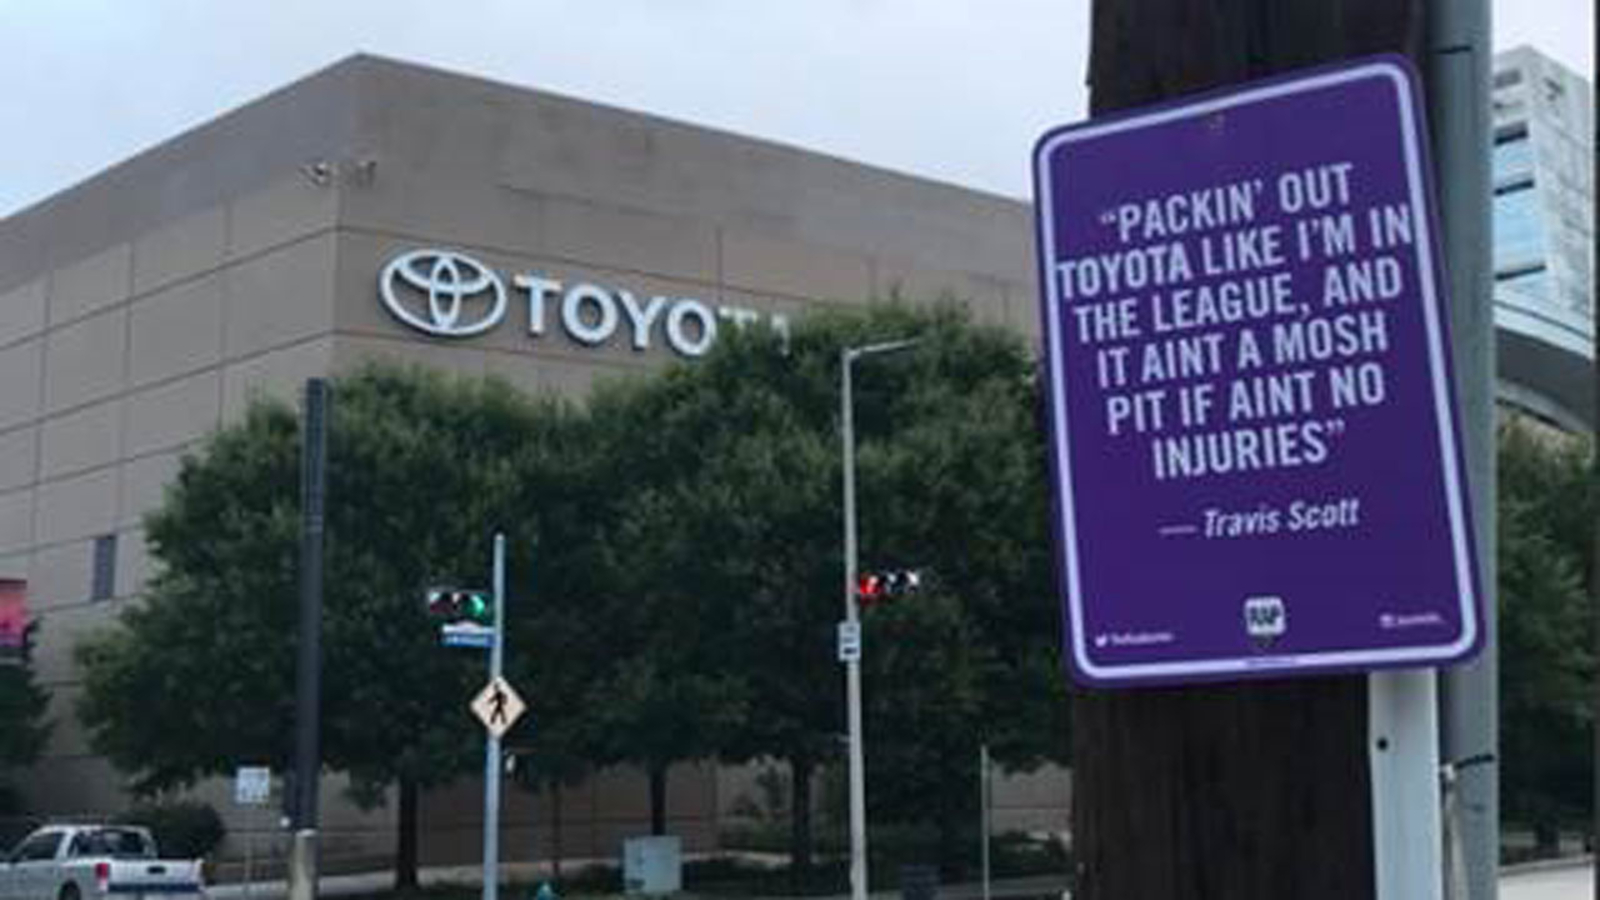 TOYOTA
“PACKIN’ OUT
TOYOTA LIKE I’M IN
THE LEAGUE, AND
IT AINT A MOSH
PIT IF AINT NO
INJURIES”
— Travis Scott
RAP